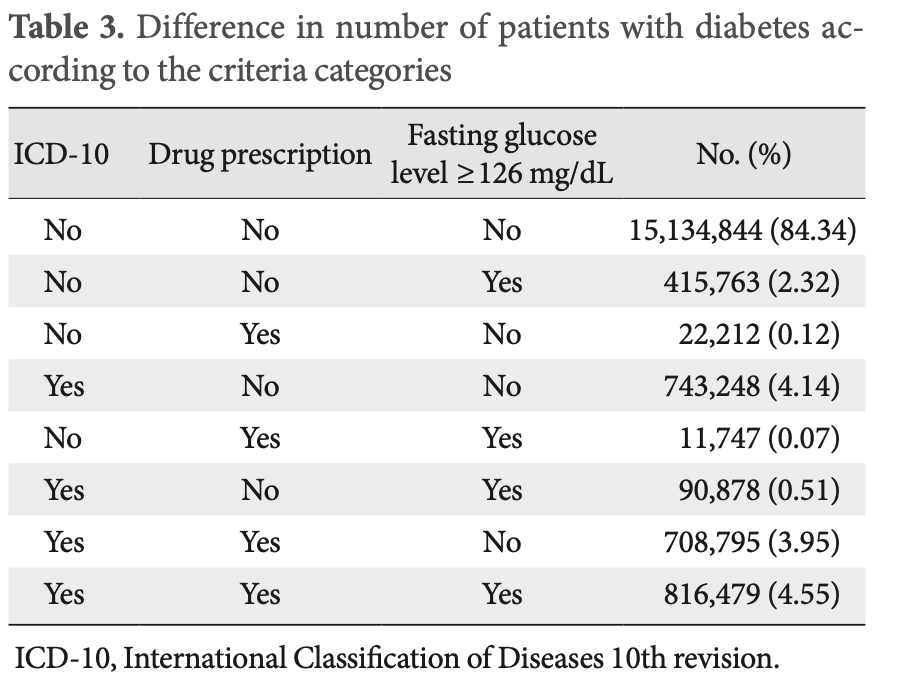 Table 3. Difference in number of patients with diabetes ac-
cording to the criteria categories
ICD-10 Drug prescription Fasting glucose level ≥126 mg/dL No. (%)
No No No 15,134,844 (84.34)
No No Yes 415,763 (2.32)
No Yes No 22,212 (0.12)
Yes No No 743,248 (4.14)
No Yes Yes 11,747 (0.07)
Yes No Yes 90,878 (0.51)
Yes Yes No 708,795 (3.95)
Yes Yes Yes 816,479 (4.55)
ICD-10, International Classification of Diseases 10th revision.